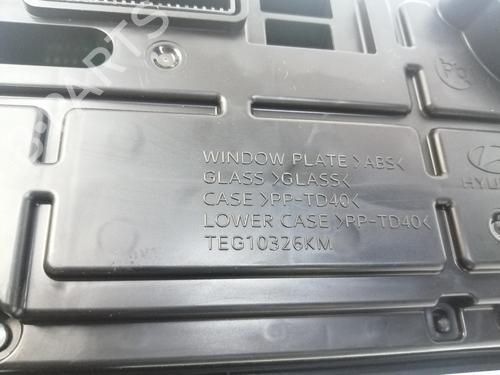 WINDOW PLATE >ABS<
GLASS >GLASS<
CASE >PP-TD40<
LOWER CASE >PP-TD40<
TEG10326KM